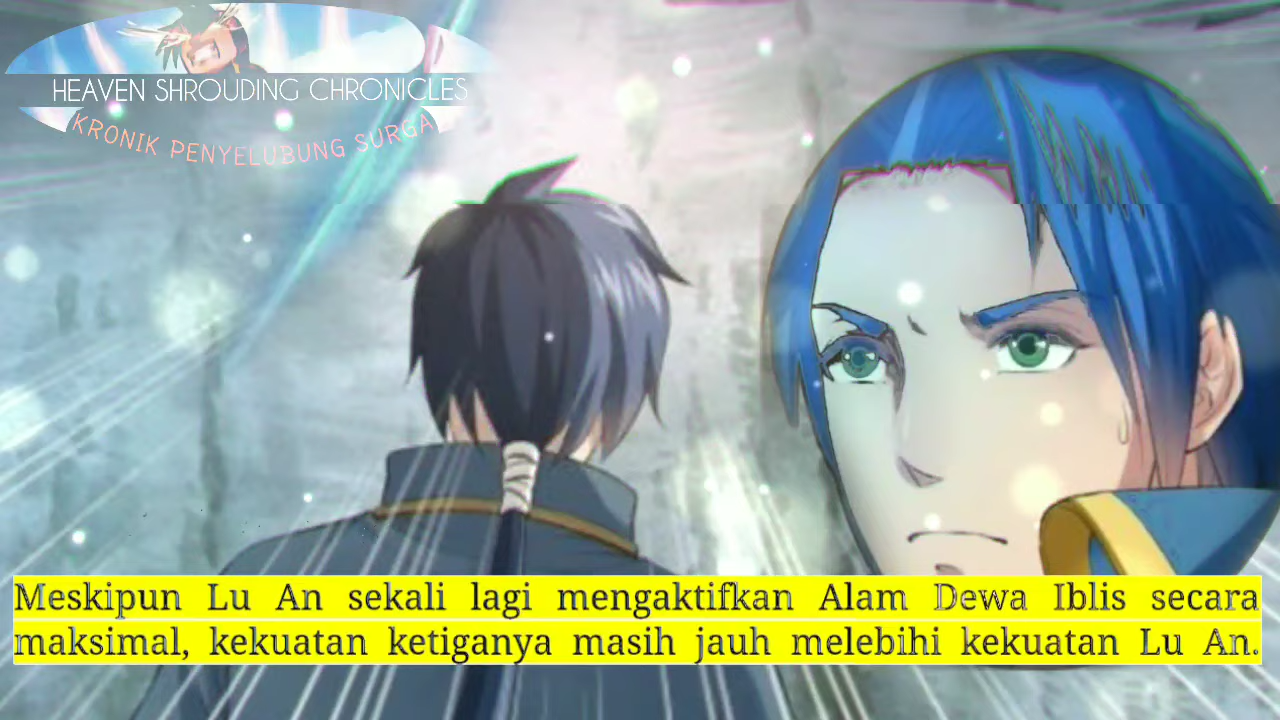 HEAVEN SHROUDING CHRONICLES
KRONIK PENYELUBUNG SURGA
Meskipun Lu An sekali lagi mengaktifkan Alam Dewa Iblis secara
maksimal, kekuatan ketiganya masih jauh melebihi kekuatan Lu An.